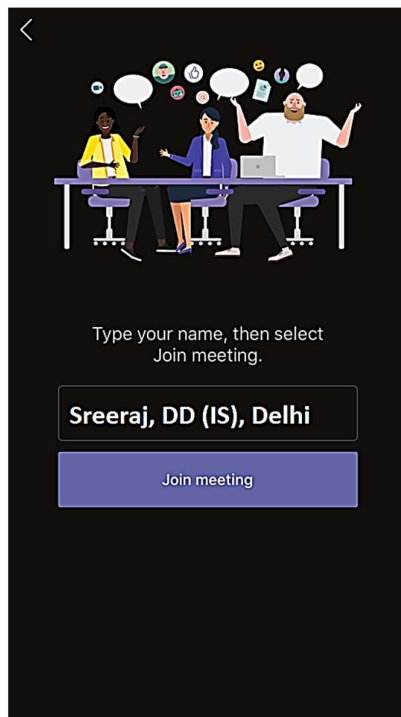 Type your name, then select
Join meeting.
Sreeraj, DD (IS), Delhi
Join meeting